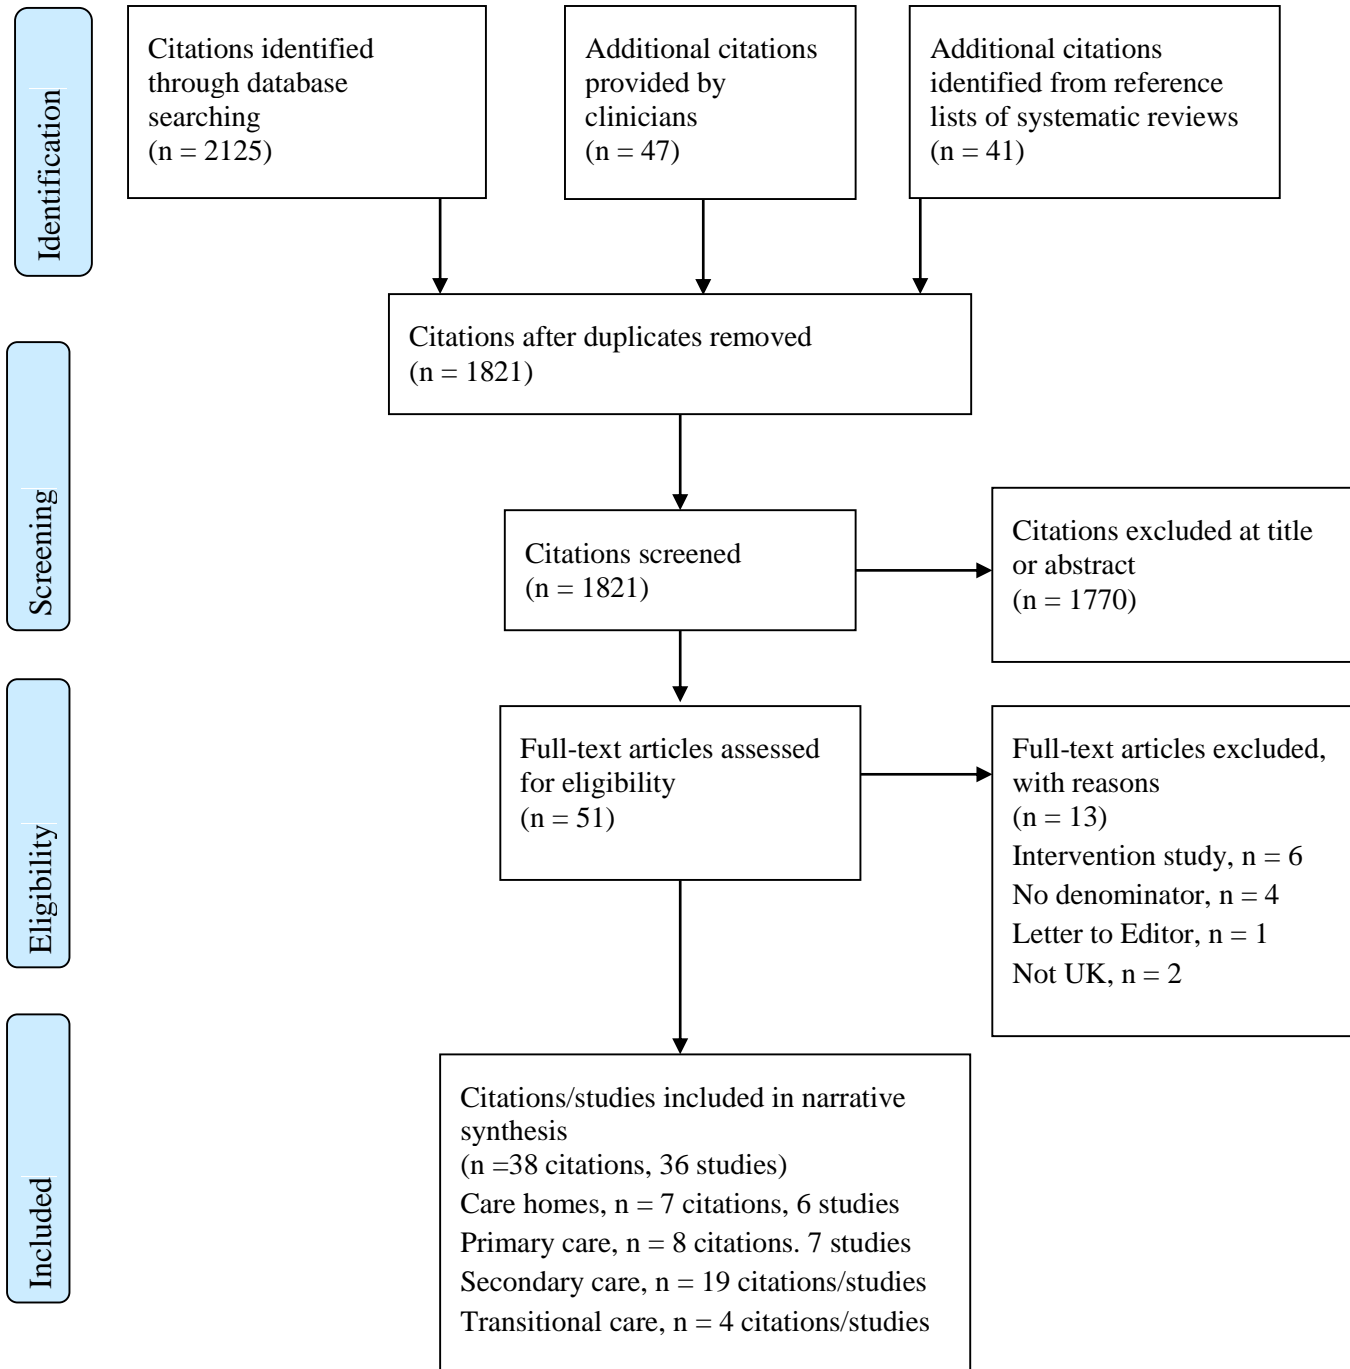 Identification
Citations identified
through database
searching
(n = 2125)
Additional citations
provided by
clinicians
(n = 47)
Additional citations
identified from reference
lists of systematic reviews
(n = 41)
Citations after duplicates removed
(n = 1821)
Screening
Citations screened
(n = 1821)
Citations excluded at title
or abstract
(n = 1770)
Eligibility
Full-text articles assessed
for eligibility
(n = 51)
Full-text articles excluded,
with reasons
(n = 13)
Intervention study, n = 6
No denominator, n = 4
Letter to Editor, n = 1
Not UK, n = 2
Included
Citations/studies included in narrative
synthesis
(n =38 citations, 36 studies)
Care homes, n = 7 citations, 6 studies
Primary care, n = 8 citations. 7 studies
Secondary care, n = 19 citations/studies
Transitional care, n = 4 citations/studies